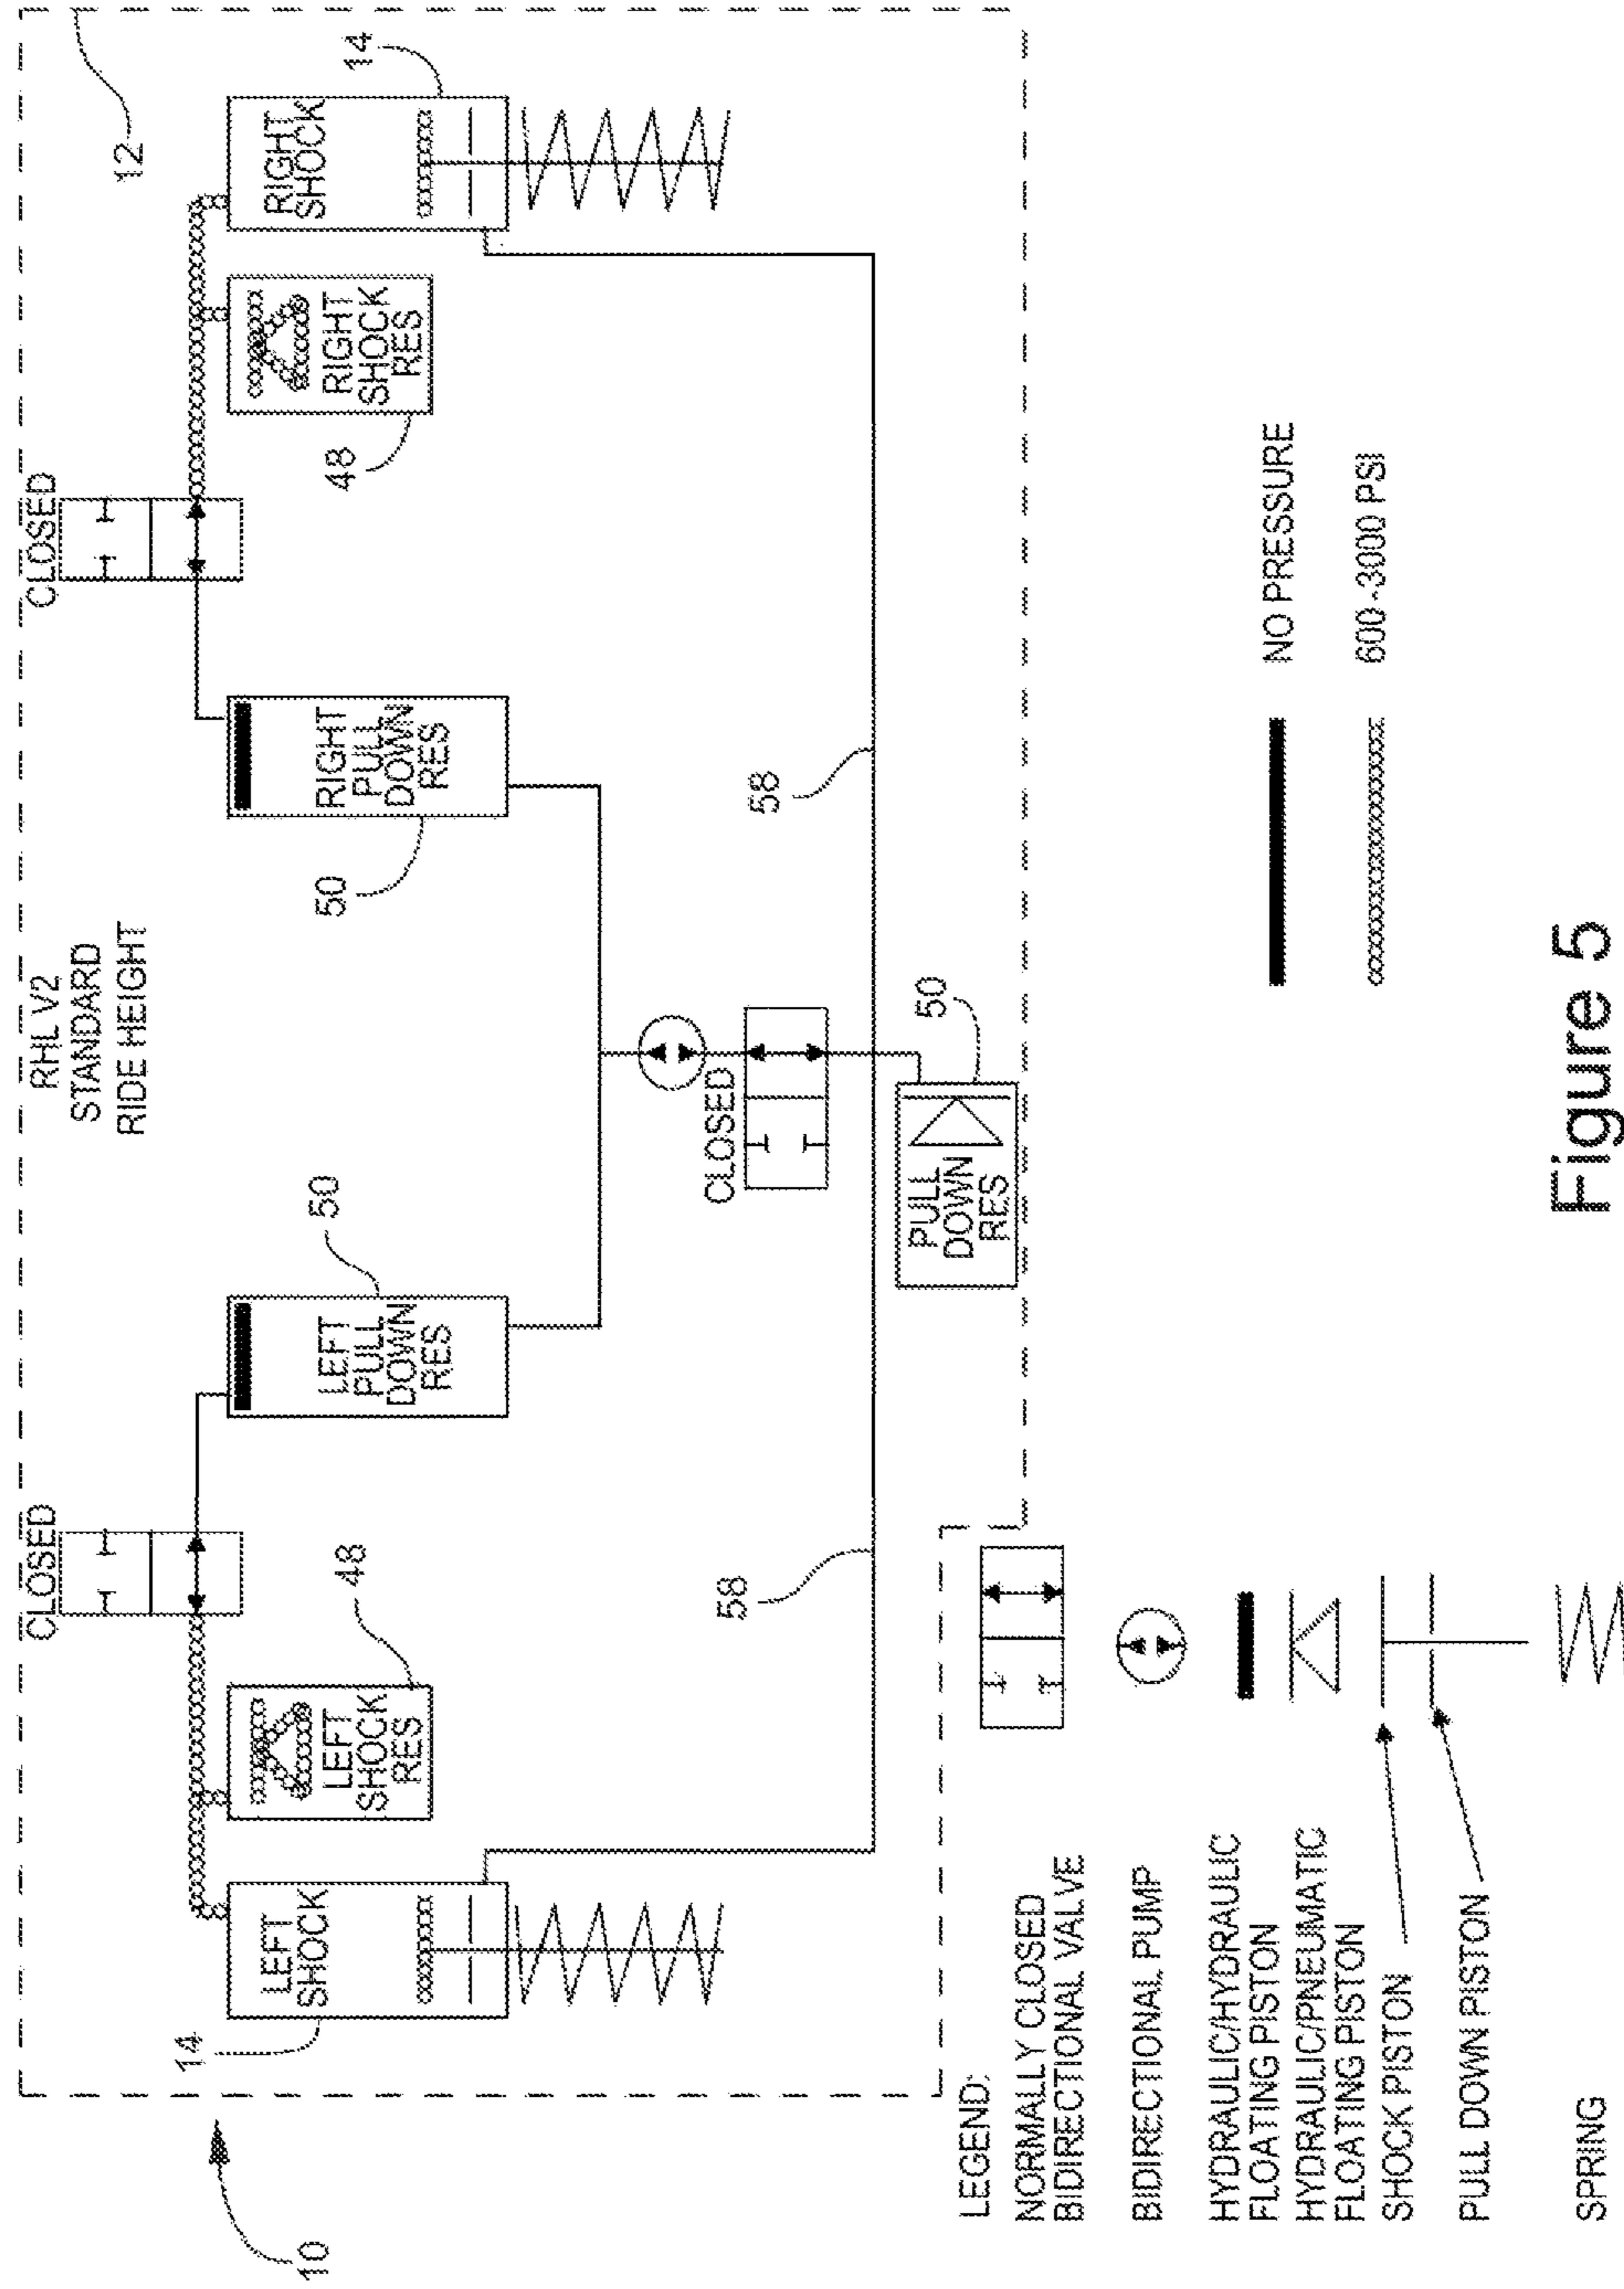 RHL V2
STANDARD
RIDE HEIGHT
12
CLOSED
CLOSED
14
LEFT
SHOCK
LEFT
SHOCK
RES
48
LEFT
PULL
DOWN
RES
50
RIGHT
PULL
DOWN
RES
50
RIGHT
SHOCK
RES
48
RIGHT
SHOCK
14
10
CLOSED
58
58
PULL
DOWN
RES
50
LEGEND:
NORMALLY CLOSED
BIDIRECTIONAL VALVE
BIDIRECTIONAL PUMP
HYDRAULIC/HYDRAULIC
FLOATING PISTON
HYDRAULIC/PNEUMATIC
FLOATING PISTON
SHOCK PISTON
PULL DOWN PISTON
SPRING
NO PRESSURE
600-3000 PSI
Figure 5